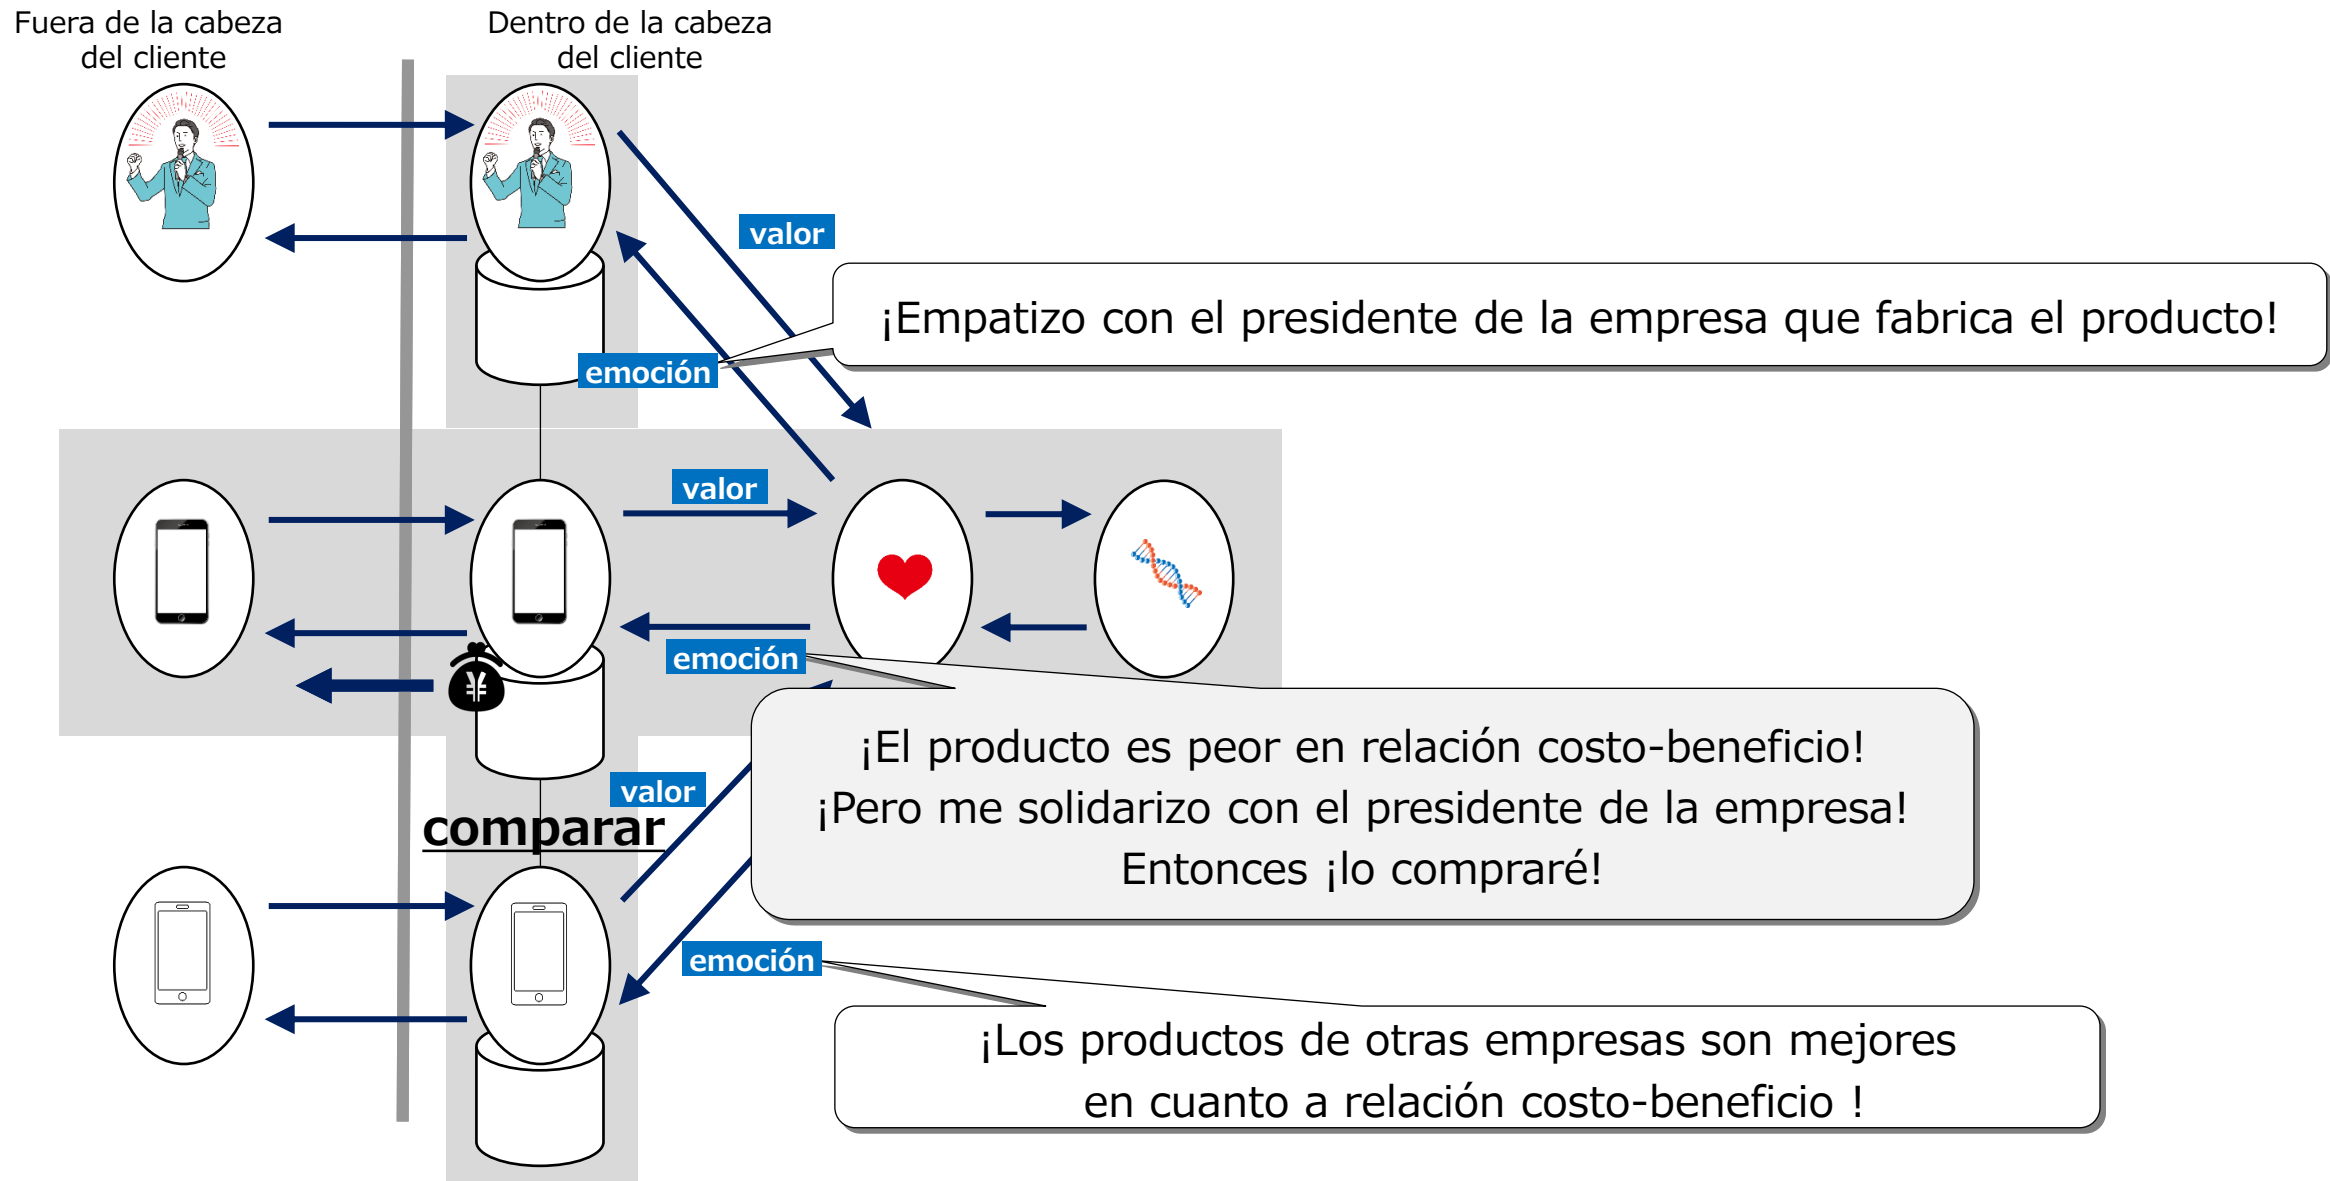 Fuera de la cabeza
del cliente
Dentro de la cabeza
del cliente
valor
¡Empatizo con el presidente de la empresa que fabrica el producto!
emoción
valor
emoción
¥
¡El producto es peor en relación costo-beneficio!
¡Pero me solidarizo con el presidente de la empresa!
Entonces ¡lo compraré!
valor
comparar
emoción
¡Los productos de otras empresas son mejores
en cuanto a relación costo-beneficio !